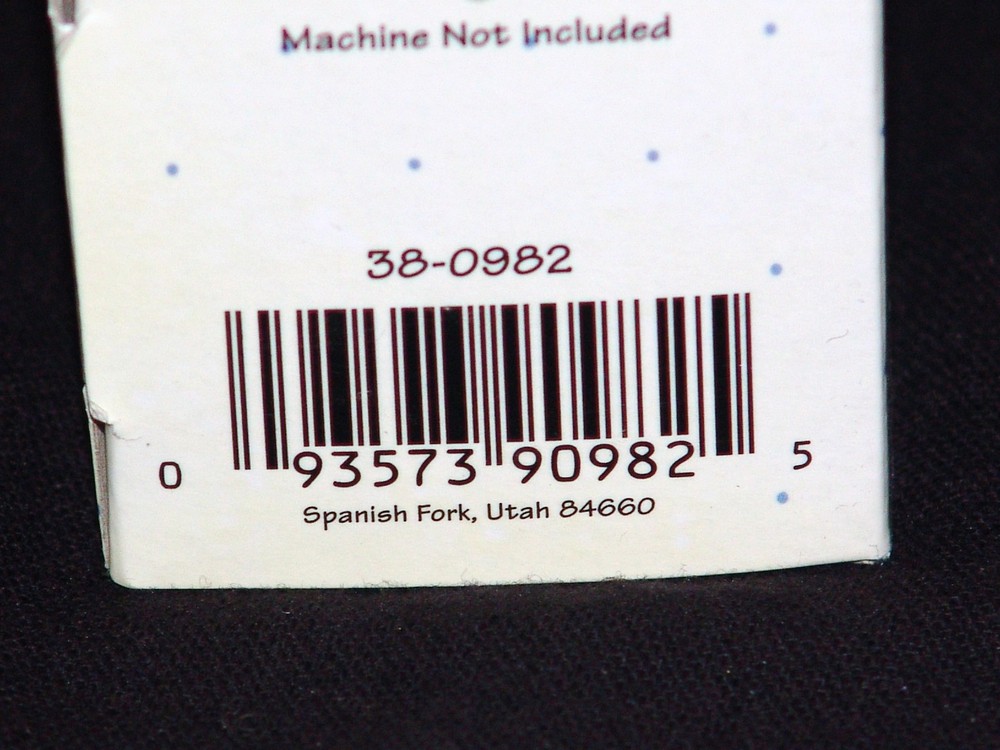 Machine Not Included
38-0982
0 93573 90982 5
Spanish Fork, Utah 84660